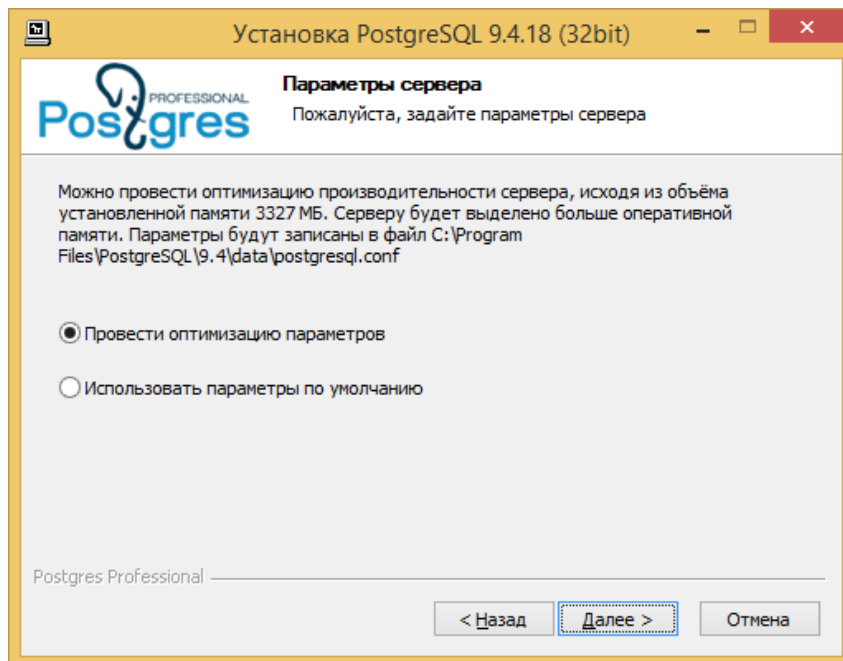 Установка PostgreSQL 9.4.18 (32bit)
PROFESSIONAL
Postgres
Параметры сервера
Пожалуйста, задайте параметры сервера
Можно провести оптимизацию производительности сервера, исходя из объёма
установленной памяти 3327 МБ. Серверу будет выделено больше оперативной
памяти. Параметры будут записаны в файл C:\Program
Files\PostgreSQL\9.4\data\postgresql.conf
Провести оптимизацию параметров
Использовать параметры по умолчанию
Postgres Professional
< Назад
Далее >
Отмена